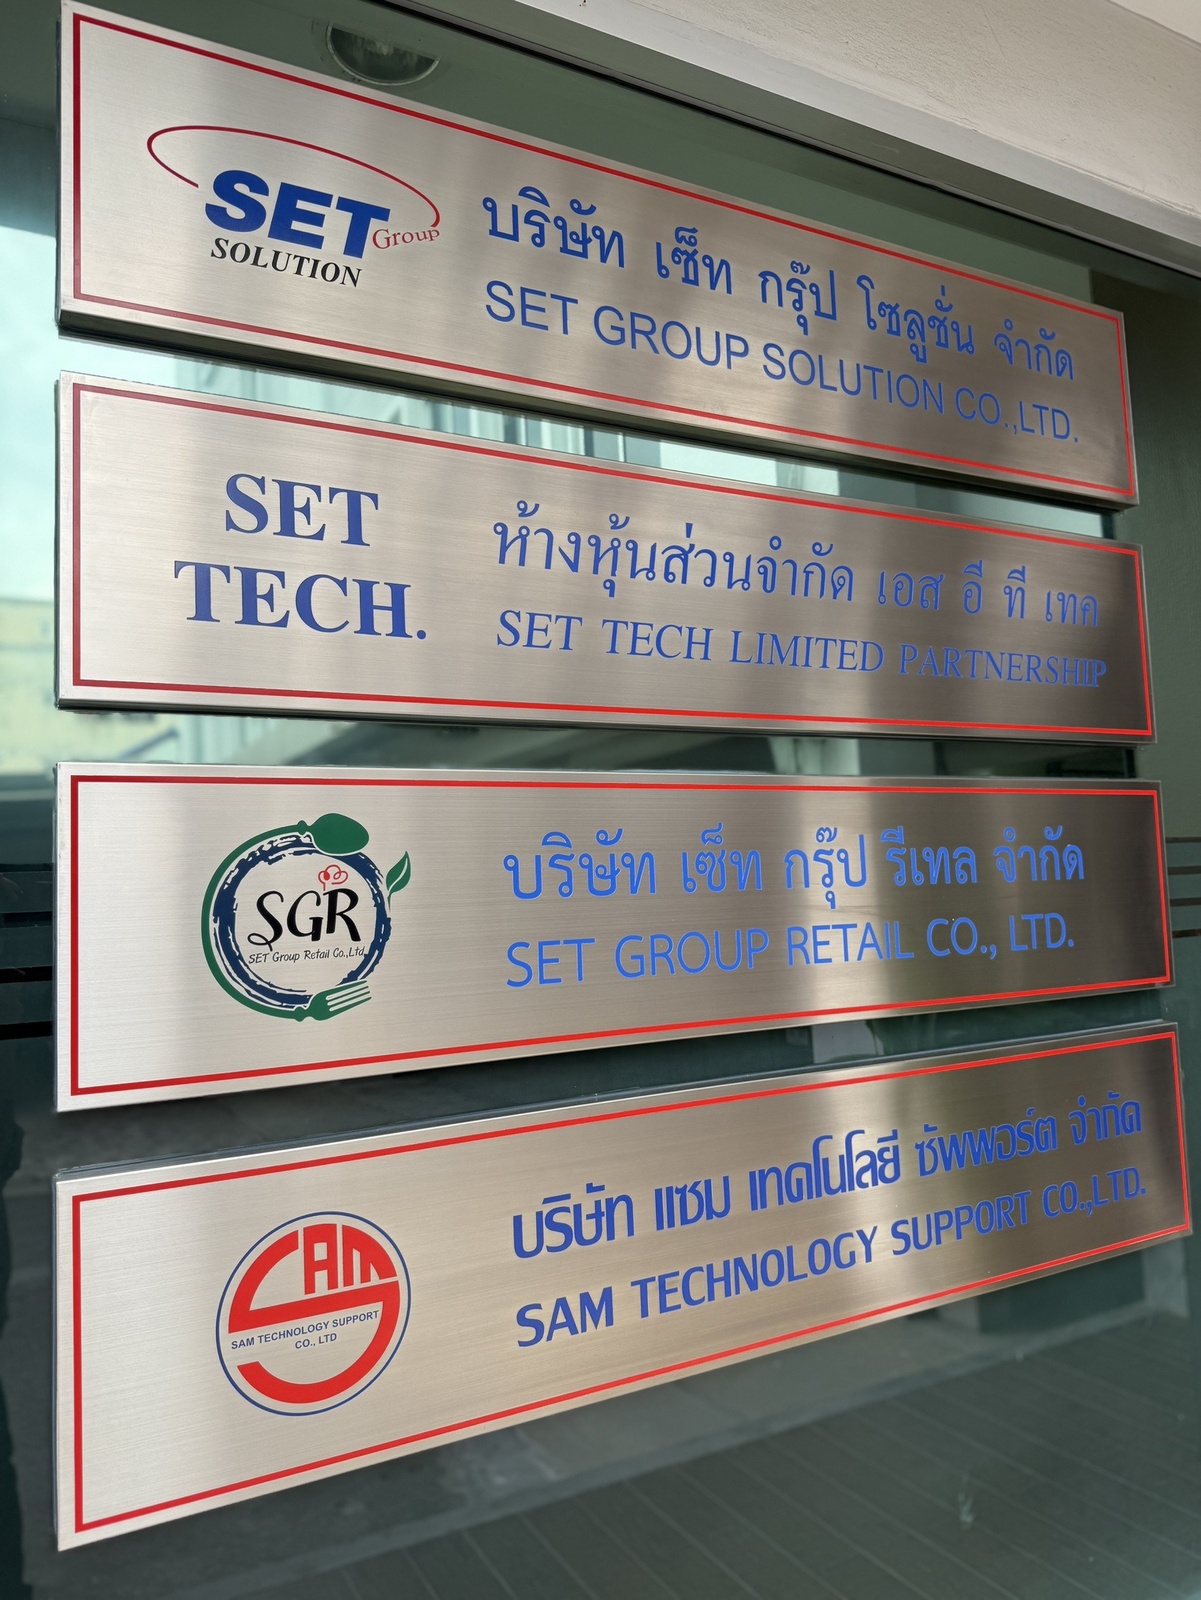 SET Group
SOLUTION
บริษัท เซ็ท กรุ๊ป โซลูชั่น จำกัด
SET GROUP SOLUTION CO.,LTD.
SET
TECH.
ห้างหุ้นส่วนจำกัด เอส อี ที เทค
SET TECH LIMITED PARTNERSHIP
SGR
SET Group Retail Co.,Ltd.
บริษัท เซ็ท กรุ๊ป รีเทล จำกัด
SET GROUP RETAIL CO., LTD.
SAM
SAM TECHNOLOGY SUPPORT
CO., LTD
บริษัท แซม เทคโนโลยี ซัพพอร์ต จำกัด
SAM TECHNOLOGY SUPPORT CO.,LTD.